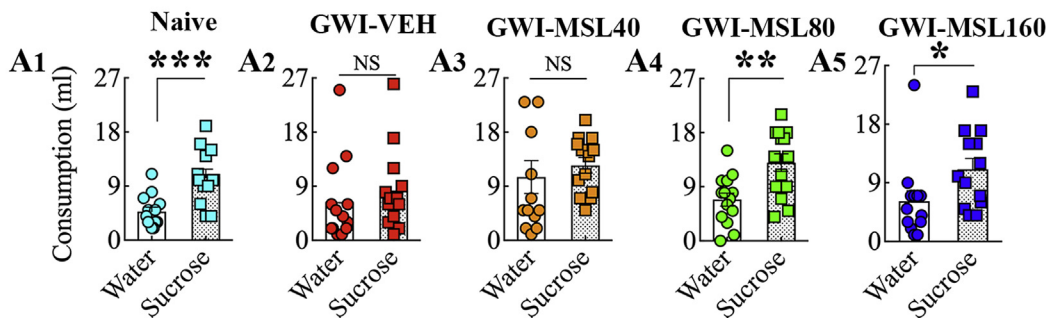 Naive GWI-VEH GWI-MSL40 GWI-MSL80 GWI-MSL160
A1 *** A2 NS A3 NS A4 ** A5 *
Consumption (ml)
27 27 27 27 27
18 18 18 18 18
9 9 9 9 9
0 0 0 0 0
Water Sucrose Water Sucrose Water Sucrose Water Sucrose Water Sucrose